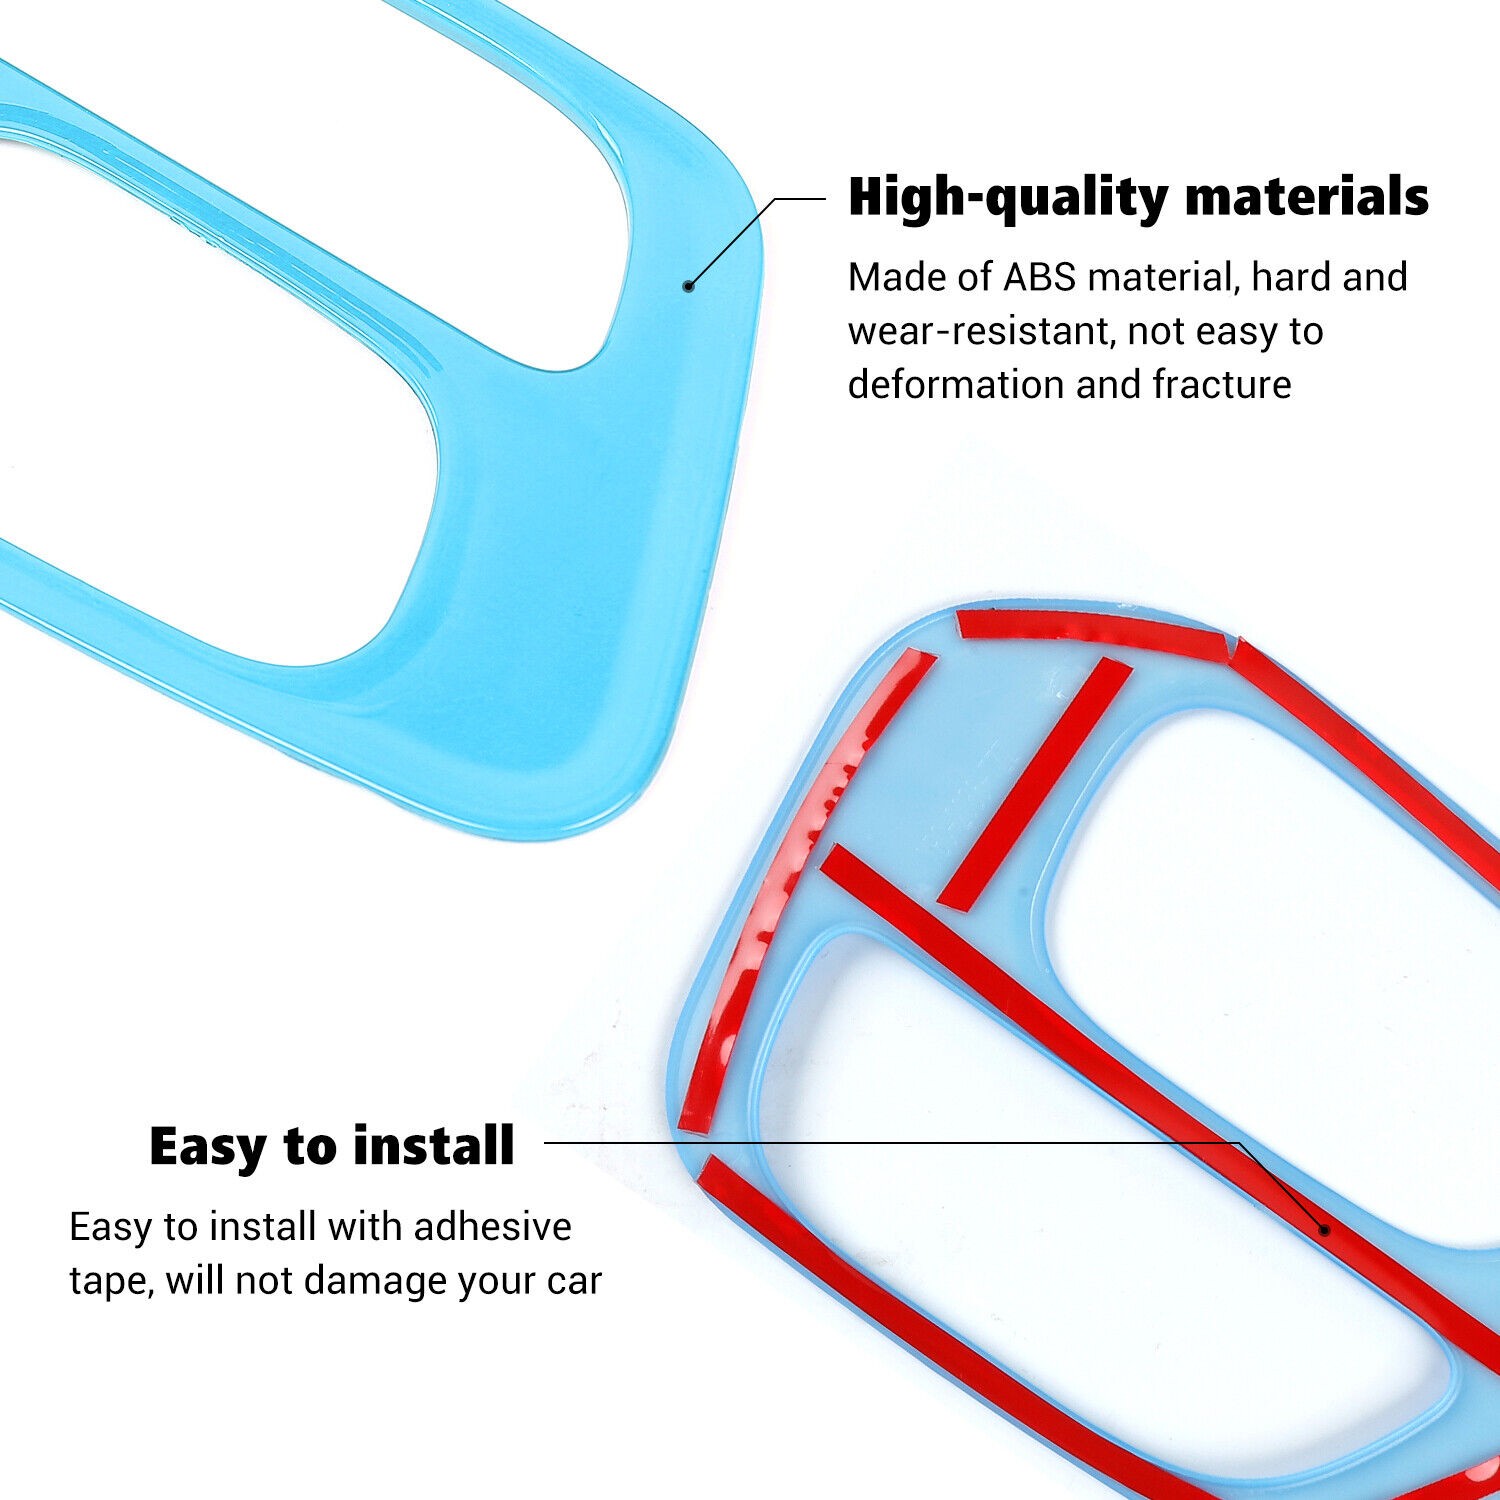 High-quality materials
Made of ABS material, hard and
wear-resistant, not easy to
deformation and fracture
Easy to install
Easy to install with adhesive
tape, will not damage your car